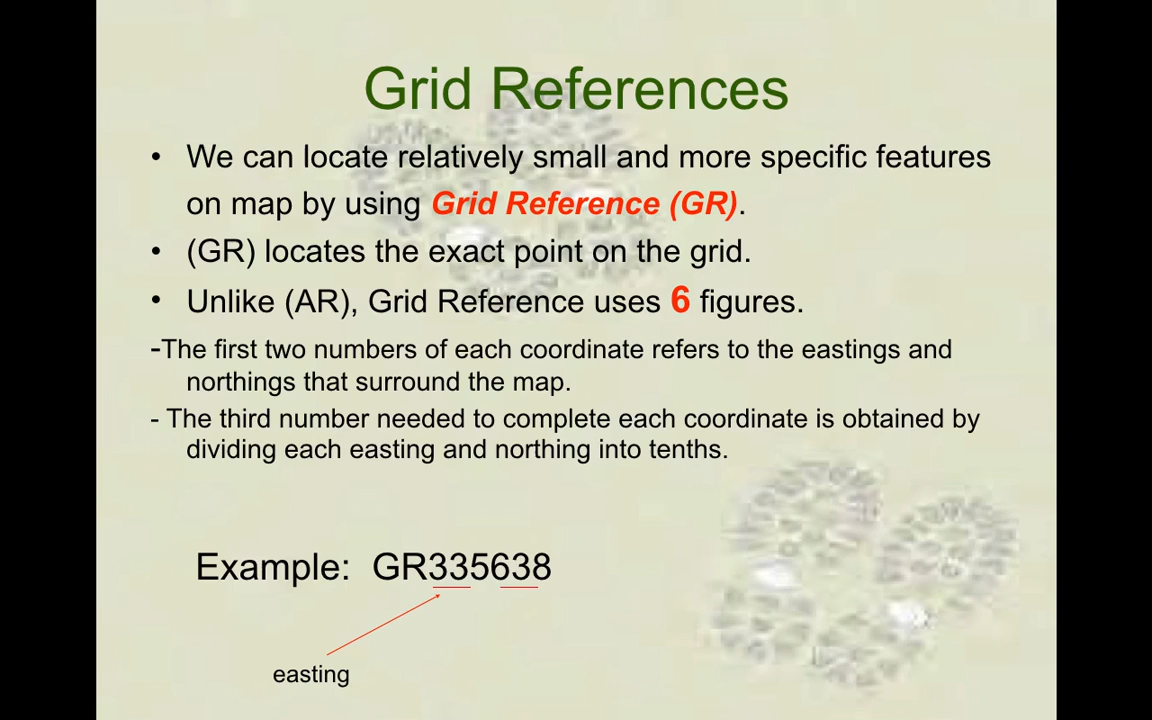 Grid References
• We can locate relatively small and more specific features
on map by using Grid Reference (GR).
• (GR) locates the exact point on the grid.
• Unlike (AR), Grid Reference uses 6 figures.
-The first two numbers of each coordinate refers to the eastings and
northings that surround the map.
- The third number needed to complete each coordinate is obtained by
dividing each easting and northing into tenths.
Example: GR335638
easting